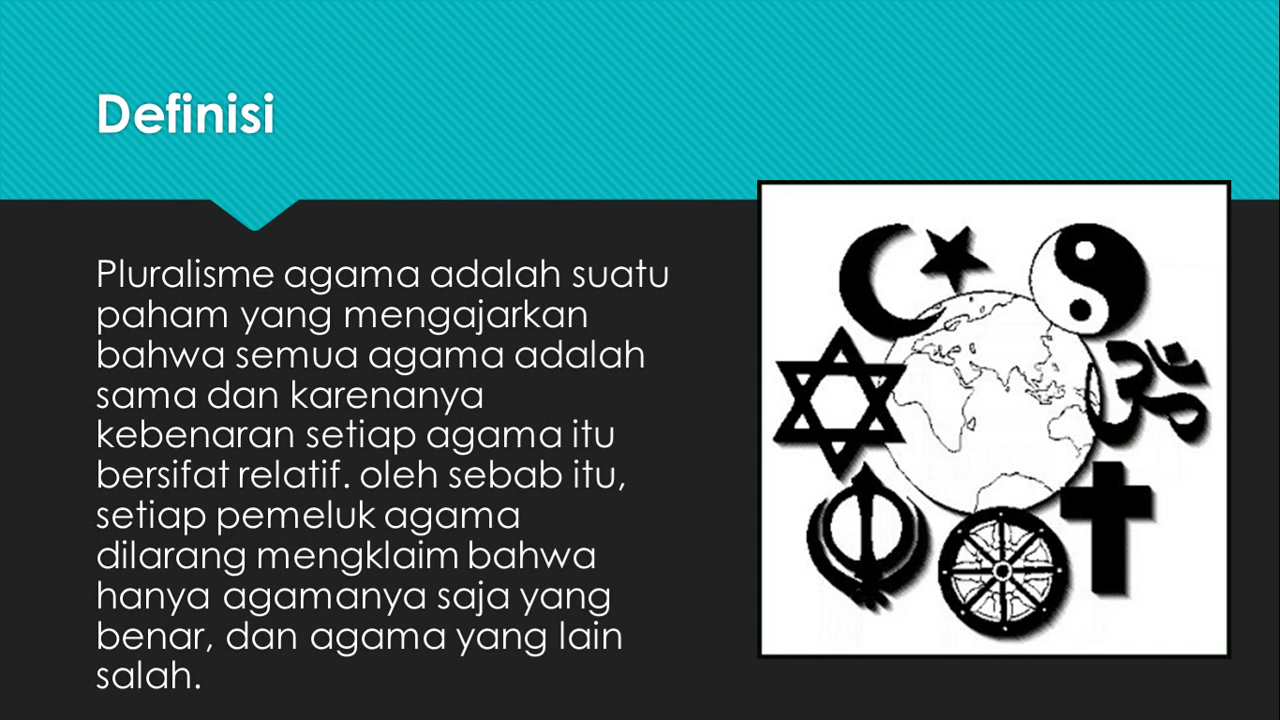 Definisi
Pluralisme agama adalah suatu
paham yang mengajarkan
bahwa semua agama adalah
sama dan karenanya
kebenaran setiap agama itu
bersifat relatif. oleh sebab itu,
setiap pemeluk agama
dilarang mengklaim bahwa
hanya agamanya saja yang
benar, dan agama yang lain
salah.